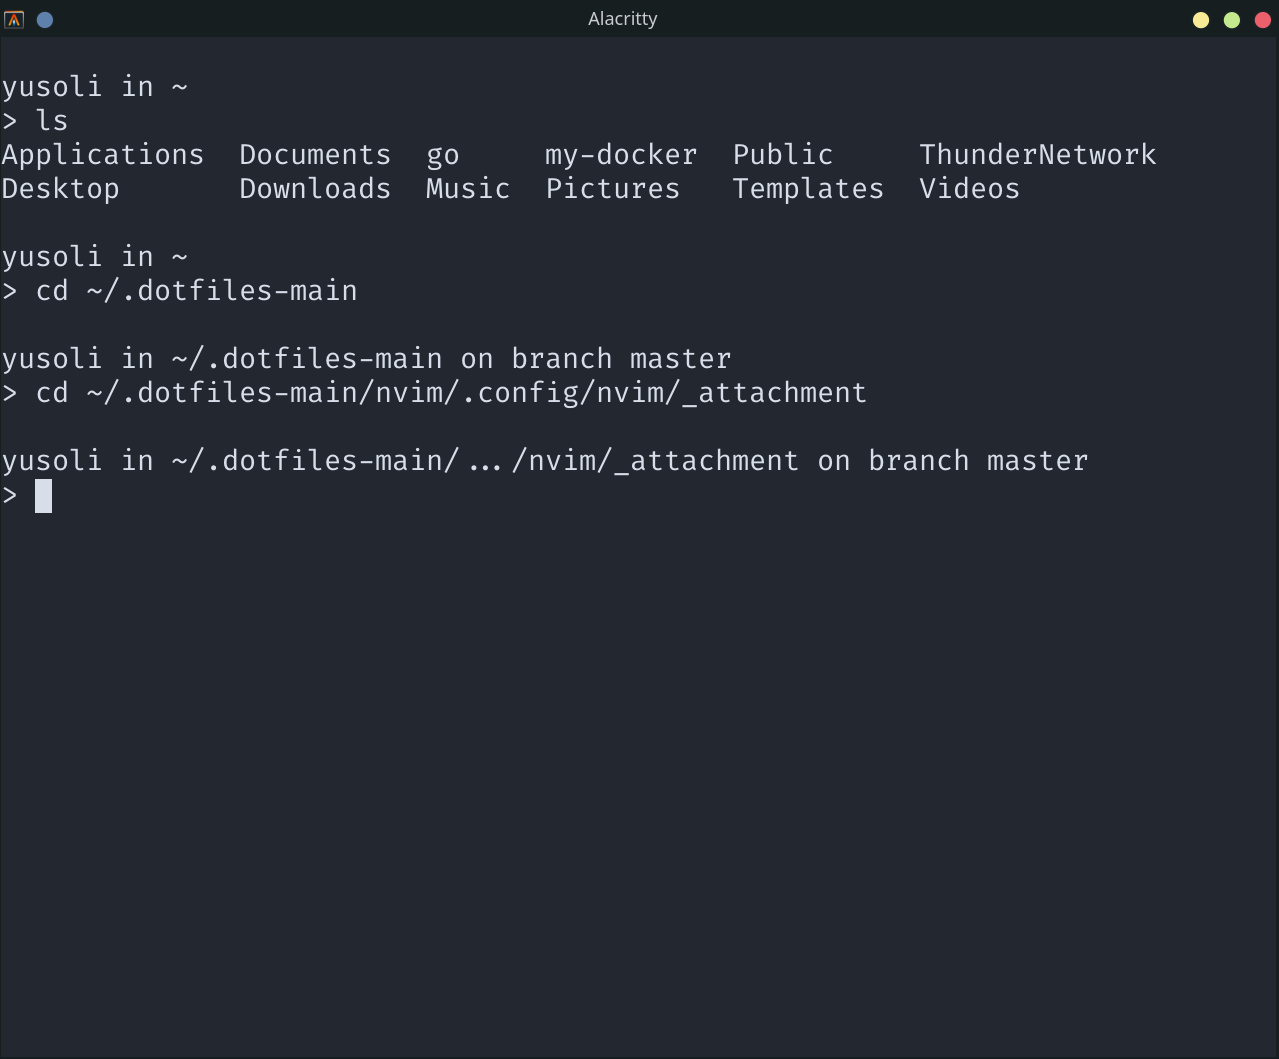 Alacritty
yusoli in ~
> ls
Applications  Documents  go     my-docker  Public     ThunderNetwork
Desktop       Downloads  Music  Pictures   Templates  Videos
yusoli in ~
> cd ~/.dotfiles-main
yusoli in ~/.dotfiles-main on branch master
> cd ~/.dotfiles-main/nvim/.config/nvim/_attachment
yusoli in ~/.dotfiles-main/.../nvim/_attachment on branch master
>